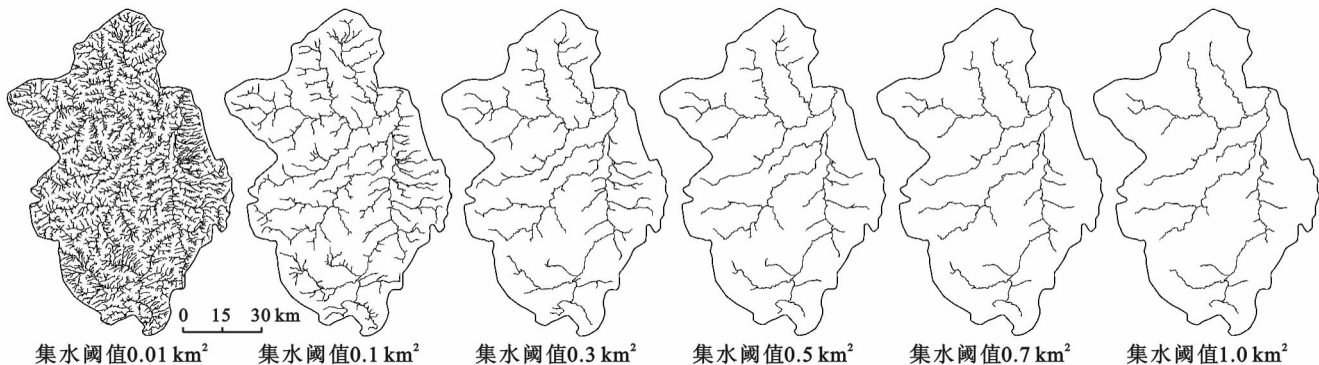 0 15 30 km
集水阈值0.01 km²
集水阈值0.1 km²
集水阈值0.3 km²
集水阈值0.5 km²
集水阈值0.7 km²
集水阈值1.0 km²